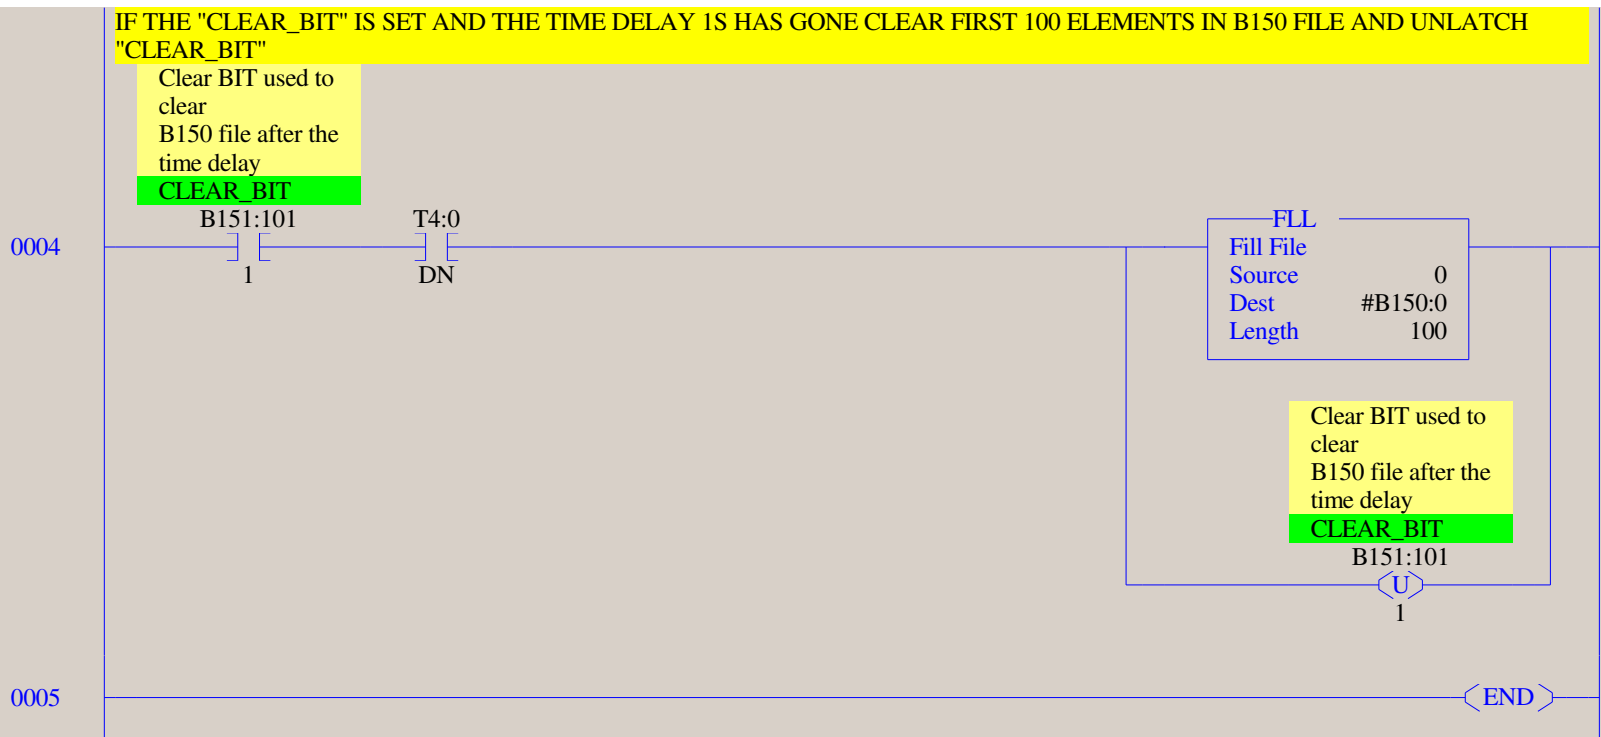 IF THE "CLEAR_BIT" IS SET AND THE TIME DELAY 1S HAS GONE CLEAR FIRST 100 ELEMENTS IN B150 FILE AND UNLATCH
"CLEAR_BIT"
Clear BIT used to
clear
B150 file after the
time delay
CLEAR_BIT
B151:101
1
T4:0
DN
0004
FLL
Fill File
Source 0
Dest #B150:0
Length 100
Clear BIT used to
clear
B150 file after the
time delay
CLEAR_BIT
B151:101
U
1
0005
END